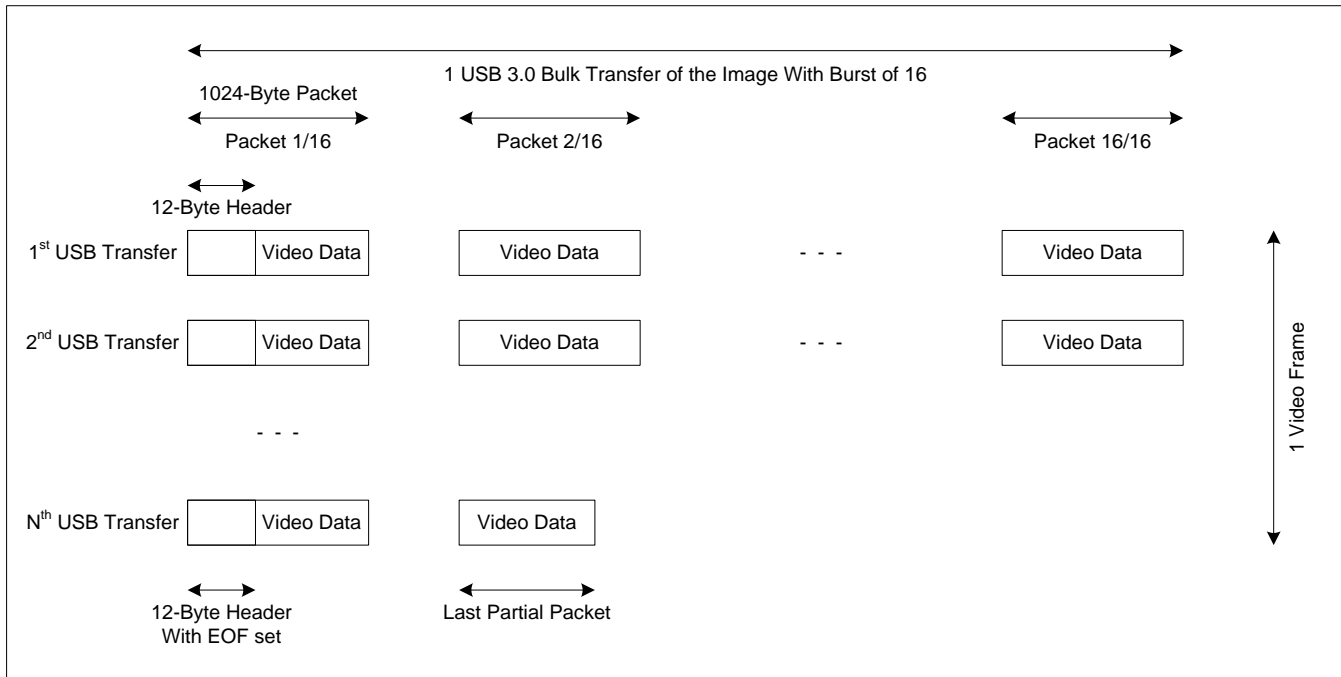 1 USB 3.0 Bulk Transfer of the Image With Burst of 16
1024-Byte Packet
Packet 1/16
Packet 2/16
Packet 16/16
12-Byte Header
1st USB Transfer
Video Data
Video Data
- - -
Video Data
2nd USB Transfer
Video Data
Video Data
- - -
Video Data
1 Video Frame
- - -
Nth USB Transfer
Video Data
Video Data
12-Byte Header
With EOF set
Last Partial Packet